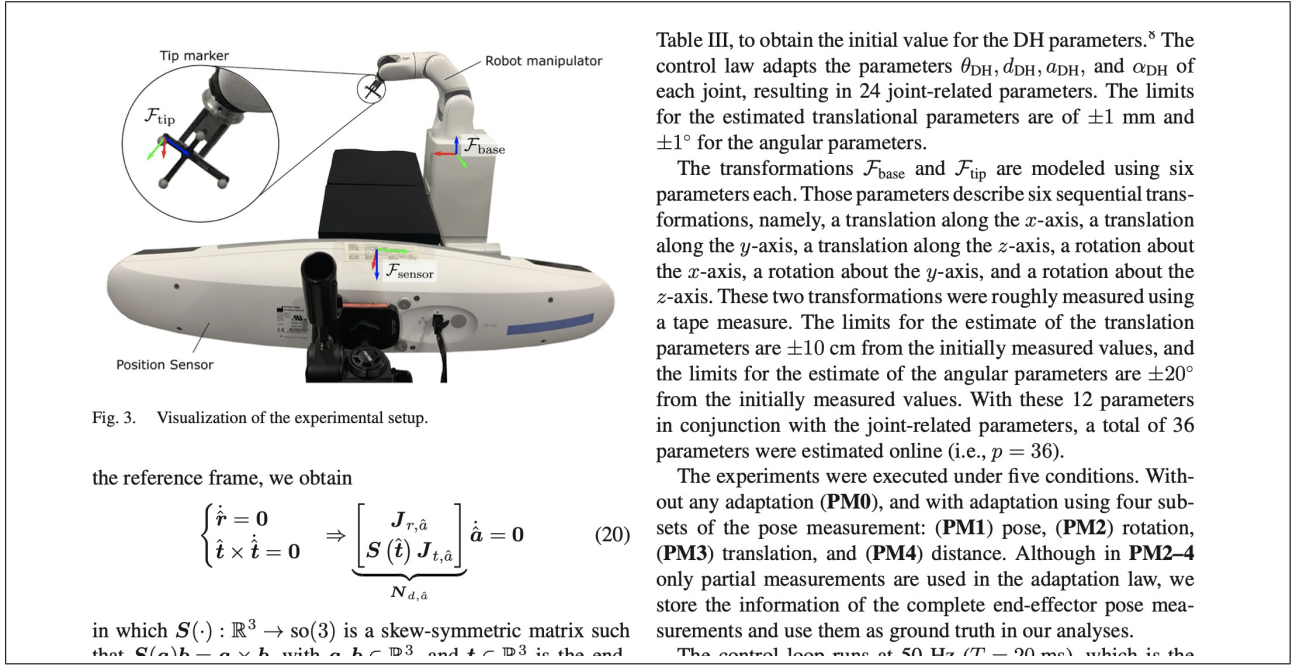 Tip marker
Robot manipulator
𝓕tip
𝓕base
𝓕sensor
Position Sensor
Fig. 3. Visualization of the experimental setup.
the reference frame, we obtain
{ ṙ̂ = 0
t̂ × ṫ̂ = 0 ⇒ [ J_{r,â}
S (t̂) J_{t,â} ] ȧ̂ = 0 (20)
N_{d,â}
in which S(·) : ℝ³ → so(3) is a skew-symmetric matrix such
Table III, to obtain the initial value for the DH parameters.⁸ The
control law adapts the parameters θ_DH, d_DH, a_DH, and α_DH of
each joint, resulting in 24 joint-related parameters. The limits
for the estimated translational parameters are of ±1 mm and
±1° for the angular parameters.
The transformations 𝓕base and 𝓕tip are modeled using six
parameters each. Those parameters describe six sequential trans-
formations, namely, a translation along the x-axis, a translation
along the y-axis, a translation along the z-axis, a rotation about
the x-axis, a rotation about the y-axis, and a rotation about the
z-axis. These two transformations were roughly measured using
a tape measure. The limits for the estimate of the translation
parameters are ±10 cm from the initially measured values, and
the limits for the estimate of the angular parameters are ±20°
from the initially measured values. With these 12 parameters
in conjunction with the joint-related parameters, a total of 36
parameters were estimated online (i.e., p = 36).
The experiments were executed under five conditions. With-
out any adaptation (PM0), and with adaptation using four sub-
sets of the pose measurement: (PM1) pose, (PM2) rotation,
(PM3) translation, and (PM4) distance. Although in PM2–4
only partial measurements are used in the adaptation law, we
store the information of the complete end-effector pose mea-
surements and use them as ground truth in our analyses.